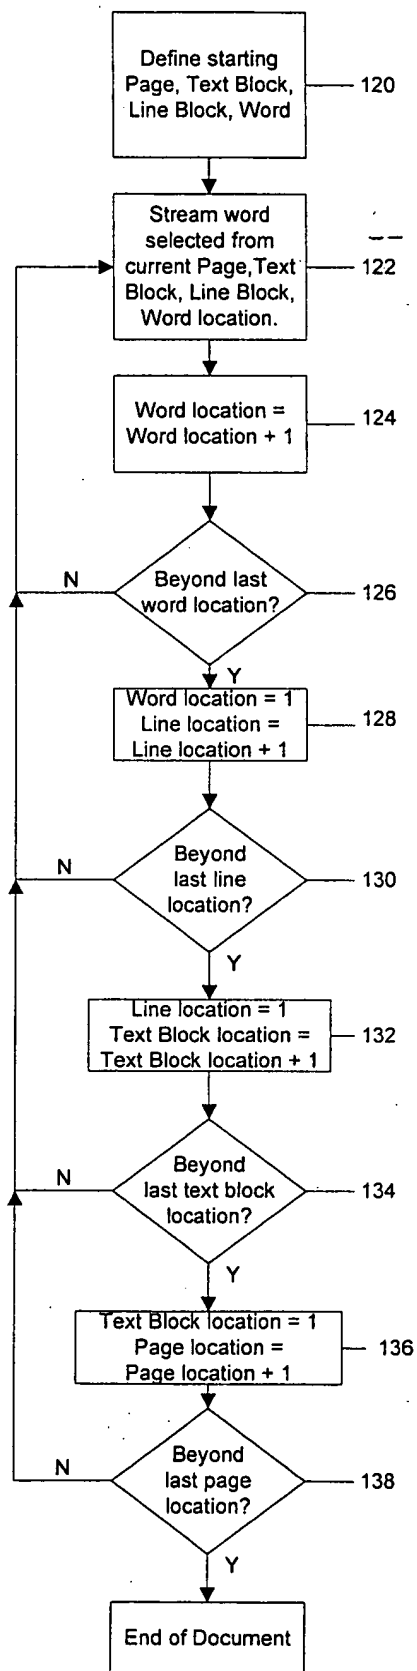 Define starting
Page, Text Block,
Line Block, Word
120
Stream word
selected from
current Page,Text
Block, Line Block,
Word location.
122
Word location =
Word location + 1
124
Beyond last
word location?
126
N
Y
Word location = 1
Line location =
Line location + 1
128
Beyond
last line
location?
130
N
Y
Line location = 1
Text Block location =
Text Block location + 1
132
Beyond
last text block
location?
134
N
Y
Text Block location = 1
Page location =
Page location + 1
136
Beyond
last page
location?
138
N
Y
End of Document